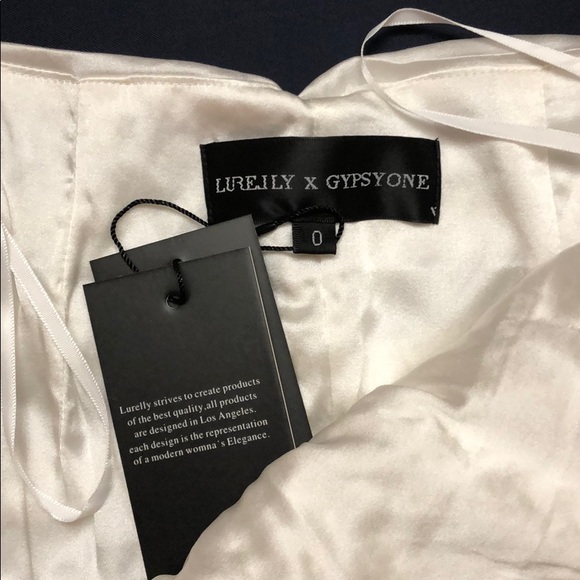 LURELLY X GYPSYONE
0
Lurelly strives to create products
of the best quality,all products
are designed in Los Angeles.
each design is the representation
of a modern womna's Elegance.